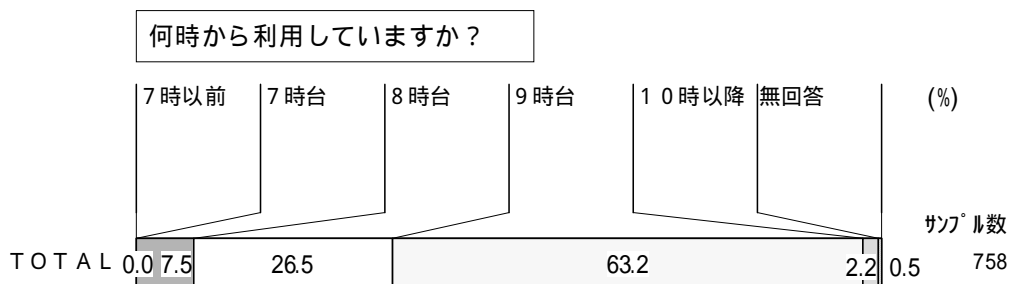 何時から利用していますか？
７時以前 ７時台 ８時台 ９時台 １０時以降 無回答 (%)
ｻﾝﾌﾟﾙ数
ＴＯＴＡＬ 0.0 7.5 26.5 63.2 2.2 0.5 758